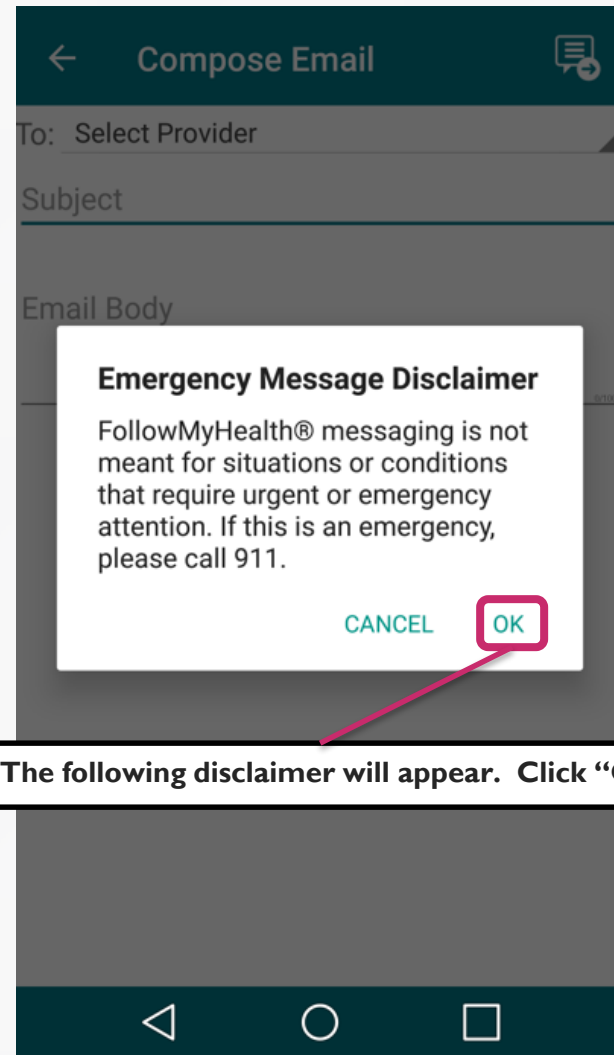 Compose Email
To: Select Provider
Subject
Email Body
Emergency Message Disclaimer
FollowMyHealth® messaging is not
meant for situations or conditions
that require urgent or emergency
attention. If this is an emergency,
please call 911.
CANCEL OK
The following disclaimer will appear. Click “